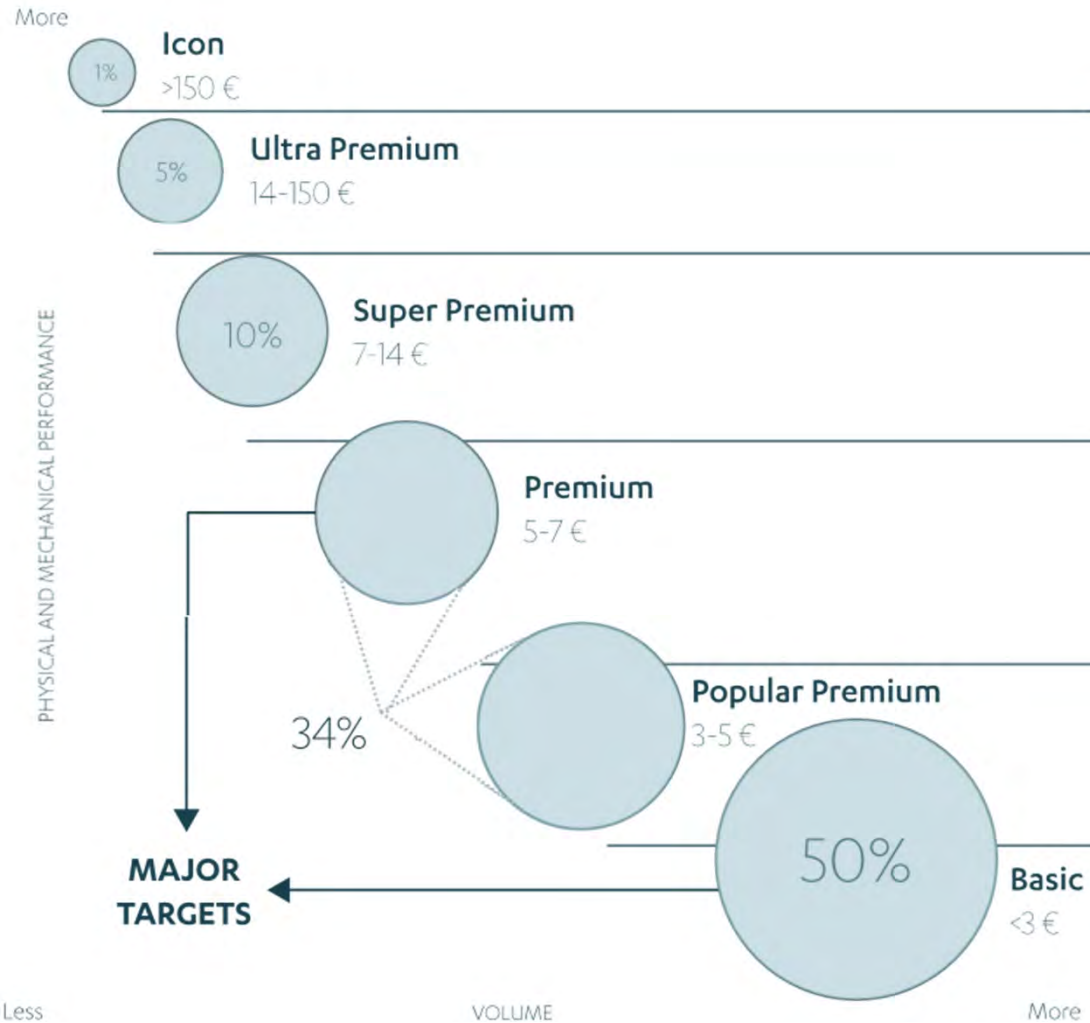 More
Icon
1%
>150 €
Ultra Premium
5%
14-150 €
Super Premium
10%
7-14 €
PHYSICAL AND MECHANICAL PERFORMANCE
Premium
5-7 €
Popular Premium
34%
3-5 €
50%
MAJOR
TARGETS
Basic
<3 €
Less
VOLUME
More